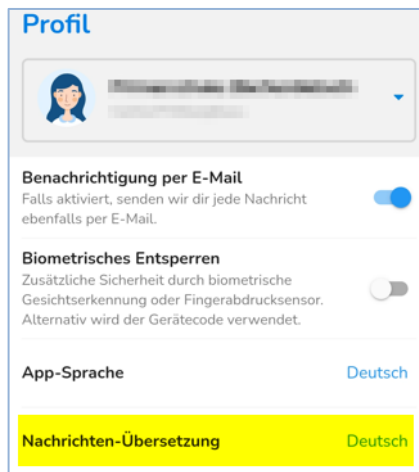 Profil
Benachrichtigung per E-Mail
Falls aktiviert, senden wir dir jede Nachricht
ebenfalls per E-Mail.
Biometrisches Entsperren
Zusätzliche Sicherheit durch biometrische
Gesichtserkennung oder Fingerabdrucksensor.
Alternativ wird der Gerätecode verwendet.
App-Sprache Deutsch
Nachrichten-Übersetzung Deutsch